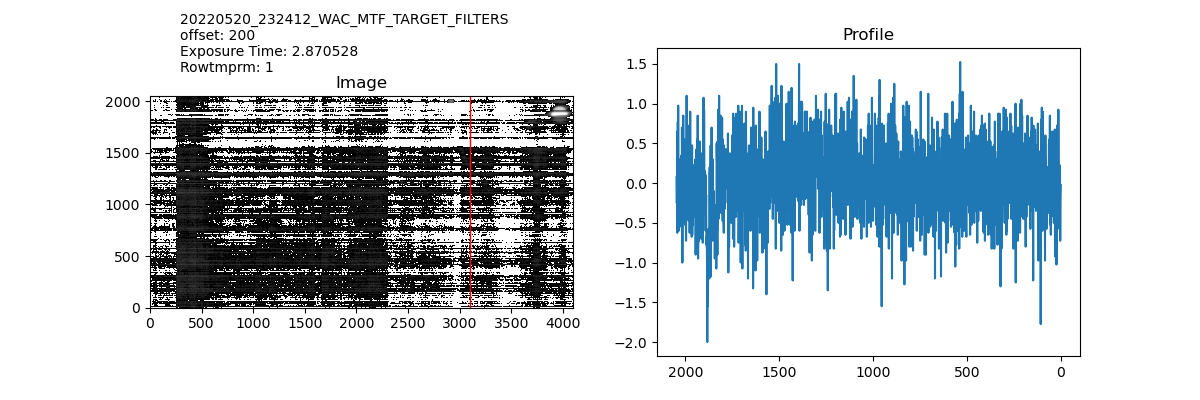 20220520_232412_WAC_MTF_TARGET_FILTERS
offset: 200
Exposure Time: 2.870528
Rowtmprm: 1
Image
2000
1500
1000
500
0
0 500 1000 1500 2000 2500 3000 3500 4000
Profile
1.5
1.0
0.5
0.0
−0.5
−1.0
−1.5
−2.0
2000 1500 1000 500 0